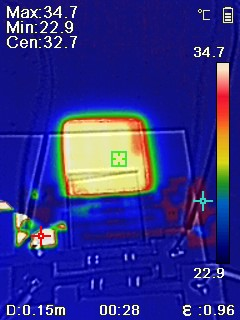 Max:34.7
Min:22.9
Cen:32.7
℃
34.7
22.9
D:0.15m 00:28 ε:0.96